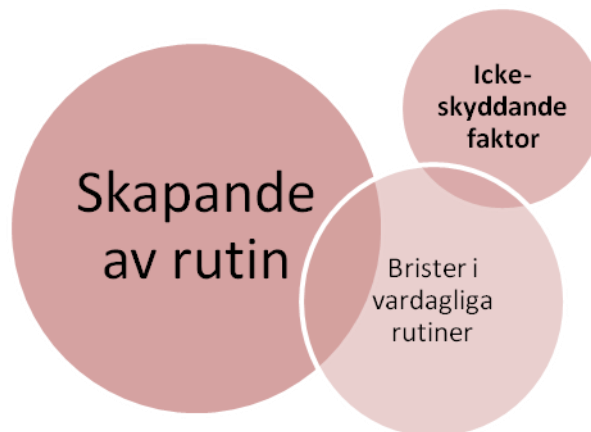 Skapande
av rutin
Icke-
skyddande
faktor
Brister i
vardagliga
rutiner